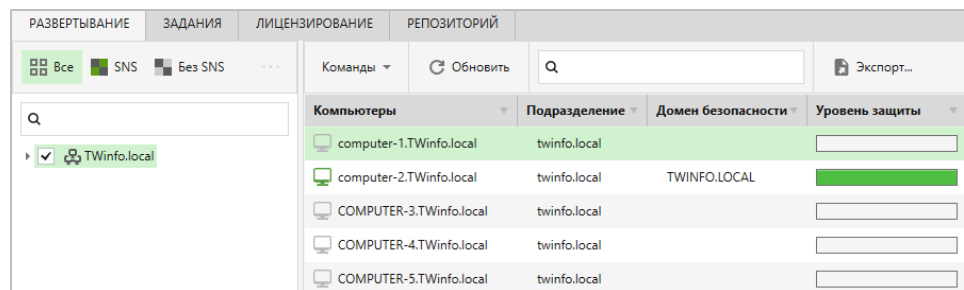 РАЗВЕРТЫВАНИЕ ЗАДАНИЯ ЛИЦЕНЗИРОВАНИЕ РЕПОЗИТОРИЙ
Все SNS Без SNS ... Команды Обновить Экспорт...
Компьютеры Подразделение Домен безопасности Уровень защиты
TWinfo.local
computer-1.TWinfo.local twinfo.local
computer-2.TWinfo.local twinfo.local TWINFO.LOCAL
COMPUTER-3.TWinfo.local twinfo.local
COMPUTER-4.TWinfo.local twinfo.local
COMPUTER-5.TWinfo.local twinfo.local